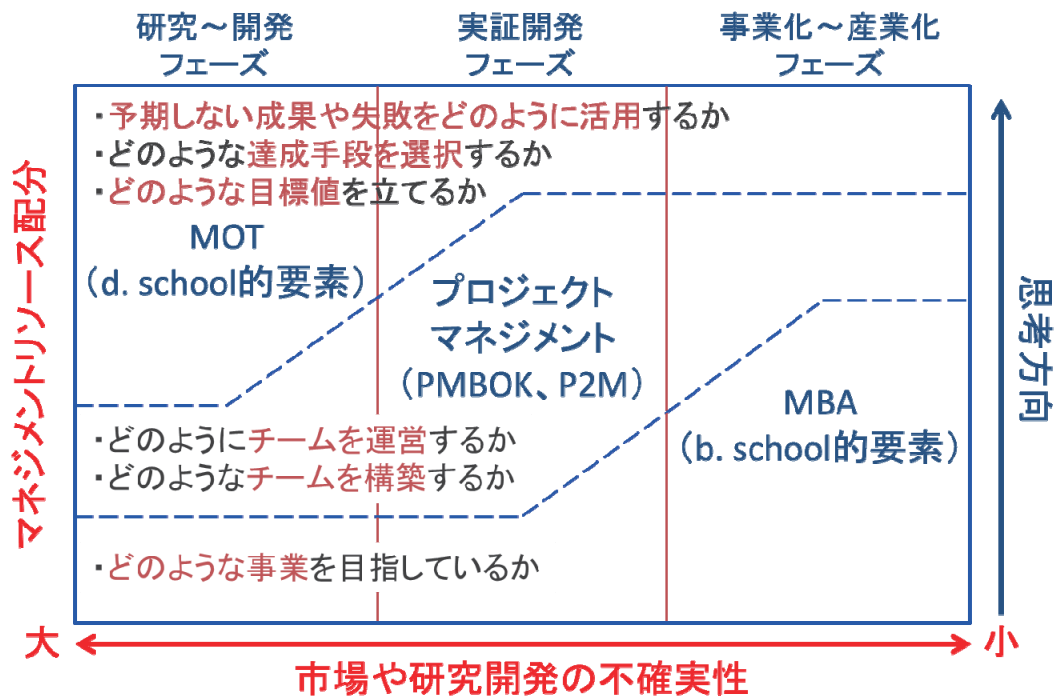 研究～開発
フェーズ
実証開発
フェーズ
事業化～産業化
フェーズ
・予期しない成果や失敗をどのように活用するか
・どのような達成手段を選択するか
・どのような目標値を立てるか
MOT
（d. school的要素）
プロジェクト
マネジメント
（PMBOK、P2M）
MBA
（b. school的要素）
・どのようにチームを運営するか
・どのようなチームを構築するか
・どのような事業を目指しているか
マネジメントリソース配分
思考方向
大
小
市場や研究開発の不確実性